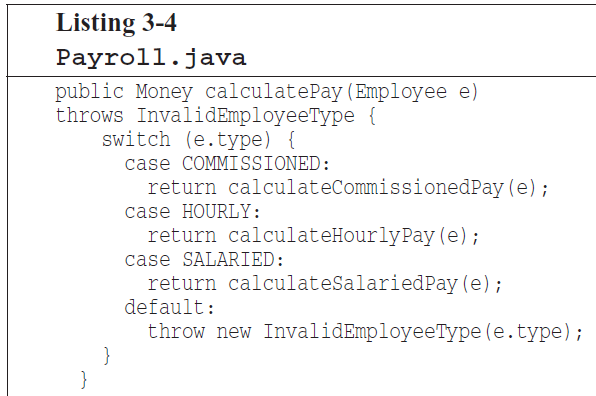 Listing 3-4
Payroll.java
public Money calculatePay(Employee e)
throws InvalidEmployeeType {
switch (e.type) {
case COMMISSIONED:
return calculateCommissionedPay(e);
case HOURLY:
return calculateHourlyPay(e);
case SALARIED:
return calculateSalariedPay(e);
default:
throw new InvalidEmployeeType(e.type);
}
}